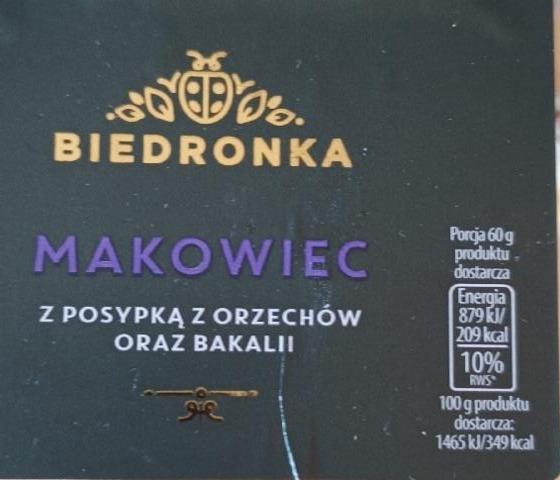 BIEDRONKA
MAKOWIEC
Z POSYPKĄ Z ORZECHÓW
ORAZ BAKALII
Porcja 60 g
produktu
dostarcza
Energia
879 kJ/
209 kcal
10%
RWS*
100 g produktu
dostarcza:
1465 kJ/349 kcal